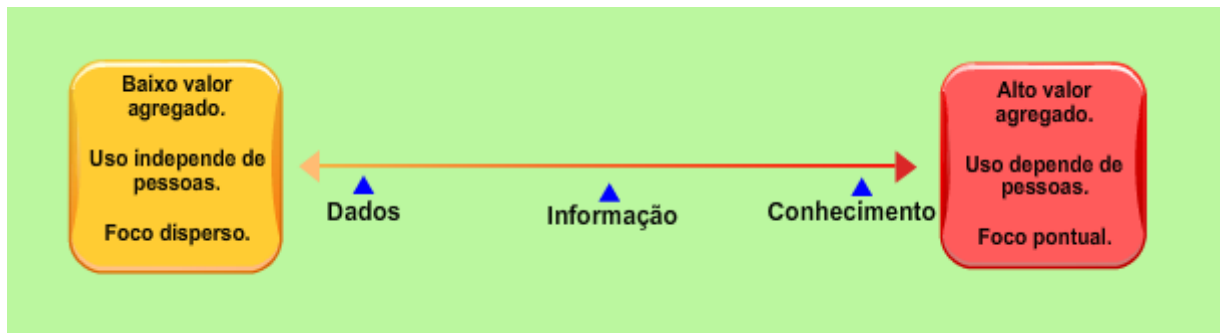 Baixo valor
agregado.
Uso independe de
pessoas.
Foco disperso.
Dados
Informação
Conhecimento
Alto valor
agregado.
Uso depende de
pessoas.
Foco pontual.